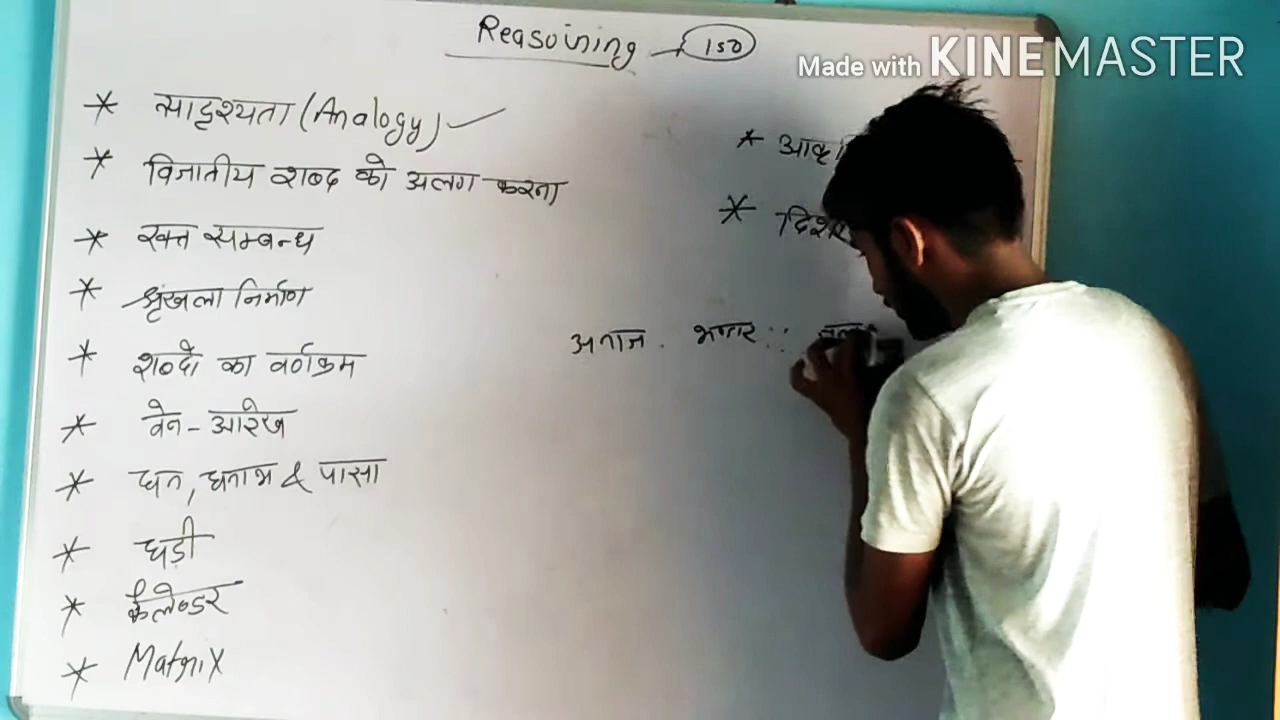 Reasoining → 150
Made with KINEMASTER
* सादृश्यता (Analogy) ✓
* विजातीय शब्द को अलग करना
* रक्त सम्बन्ध
* श्रृंखला निर्माण
* शब्दो का वर्णक्रम
* वेन - आरेख
* घन, घनाभ & पासा
* घड़ी
* कैलेण्डर
* Matrix
*
*
अनाज . भण्डार : :